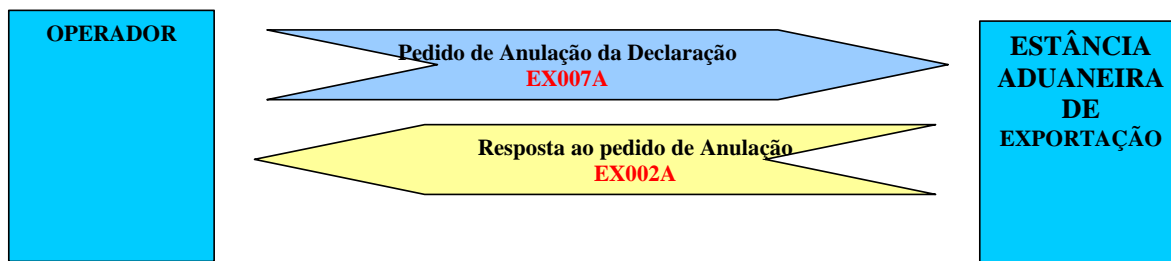 OPERADOR
Pedido de Anulação da Declaração
EX007A
Resposta ao pedido de Anulação
EX002A
ESTÂNCIA
ADUANEIRA
DE
EXPORTAÇÃO